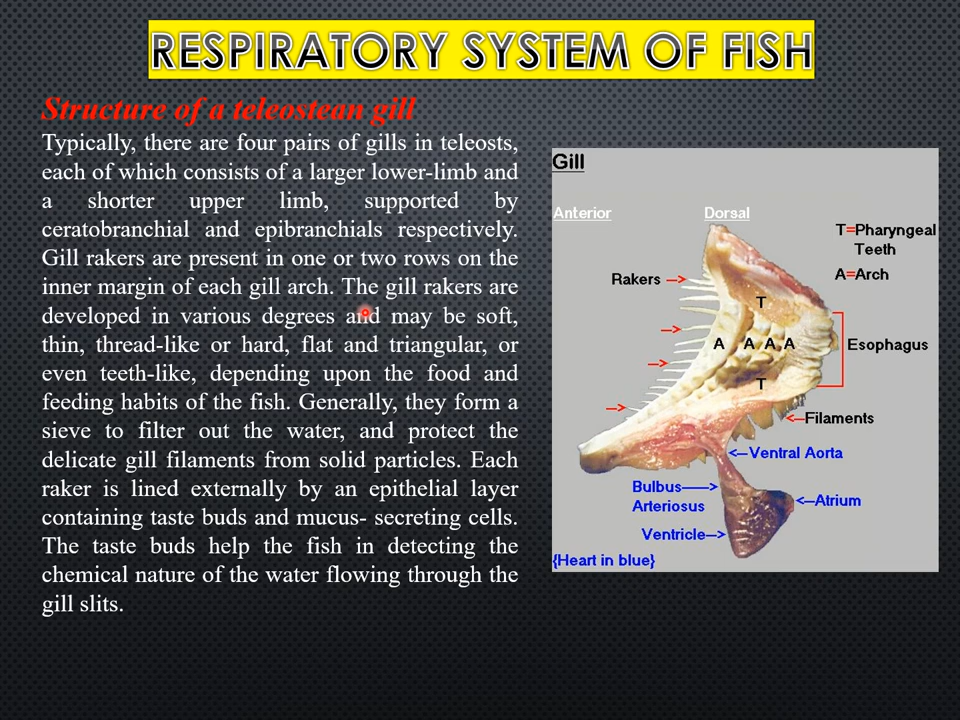 RESPIRATORY SYSTEM OF FISH
Structure of a teleostean gill
Typically, there are four pairs of gills in teleosts,
each of which consists of a larger lower-limb and
a shorter upper limb, supported by
ceratobranchial and epibranchials respectively.
Gill rakers are present in one or two rows on the
inner margin of each gill arch. The gill rakers are
developed in various degrees and may be soft,
thin, thread-like or hard, flat and triangular, or
even teeth-like, depending upon the food and
feeding habits of the fish. Generally, they form a
sieve to filter out the water, and protect the
delicate gill filaments from solid particles. Each
raker is lined externally by an epithelial layer
containing taste buds and mucus- secreting cells.
The taste buds help the fish in detecting the
chemical nature of the water flowing through the
gill slits.
Gill
Anterior
Dorsal
T=Pharyngeal
Teeth
A=Arch
Rakers
T
A A A A
Esophagus
T
Filaments
Ventral Aorta
Bulbus
Arteriosus
Atrium
Ventricle
{Heart in blue}